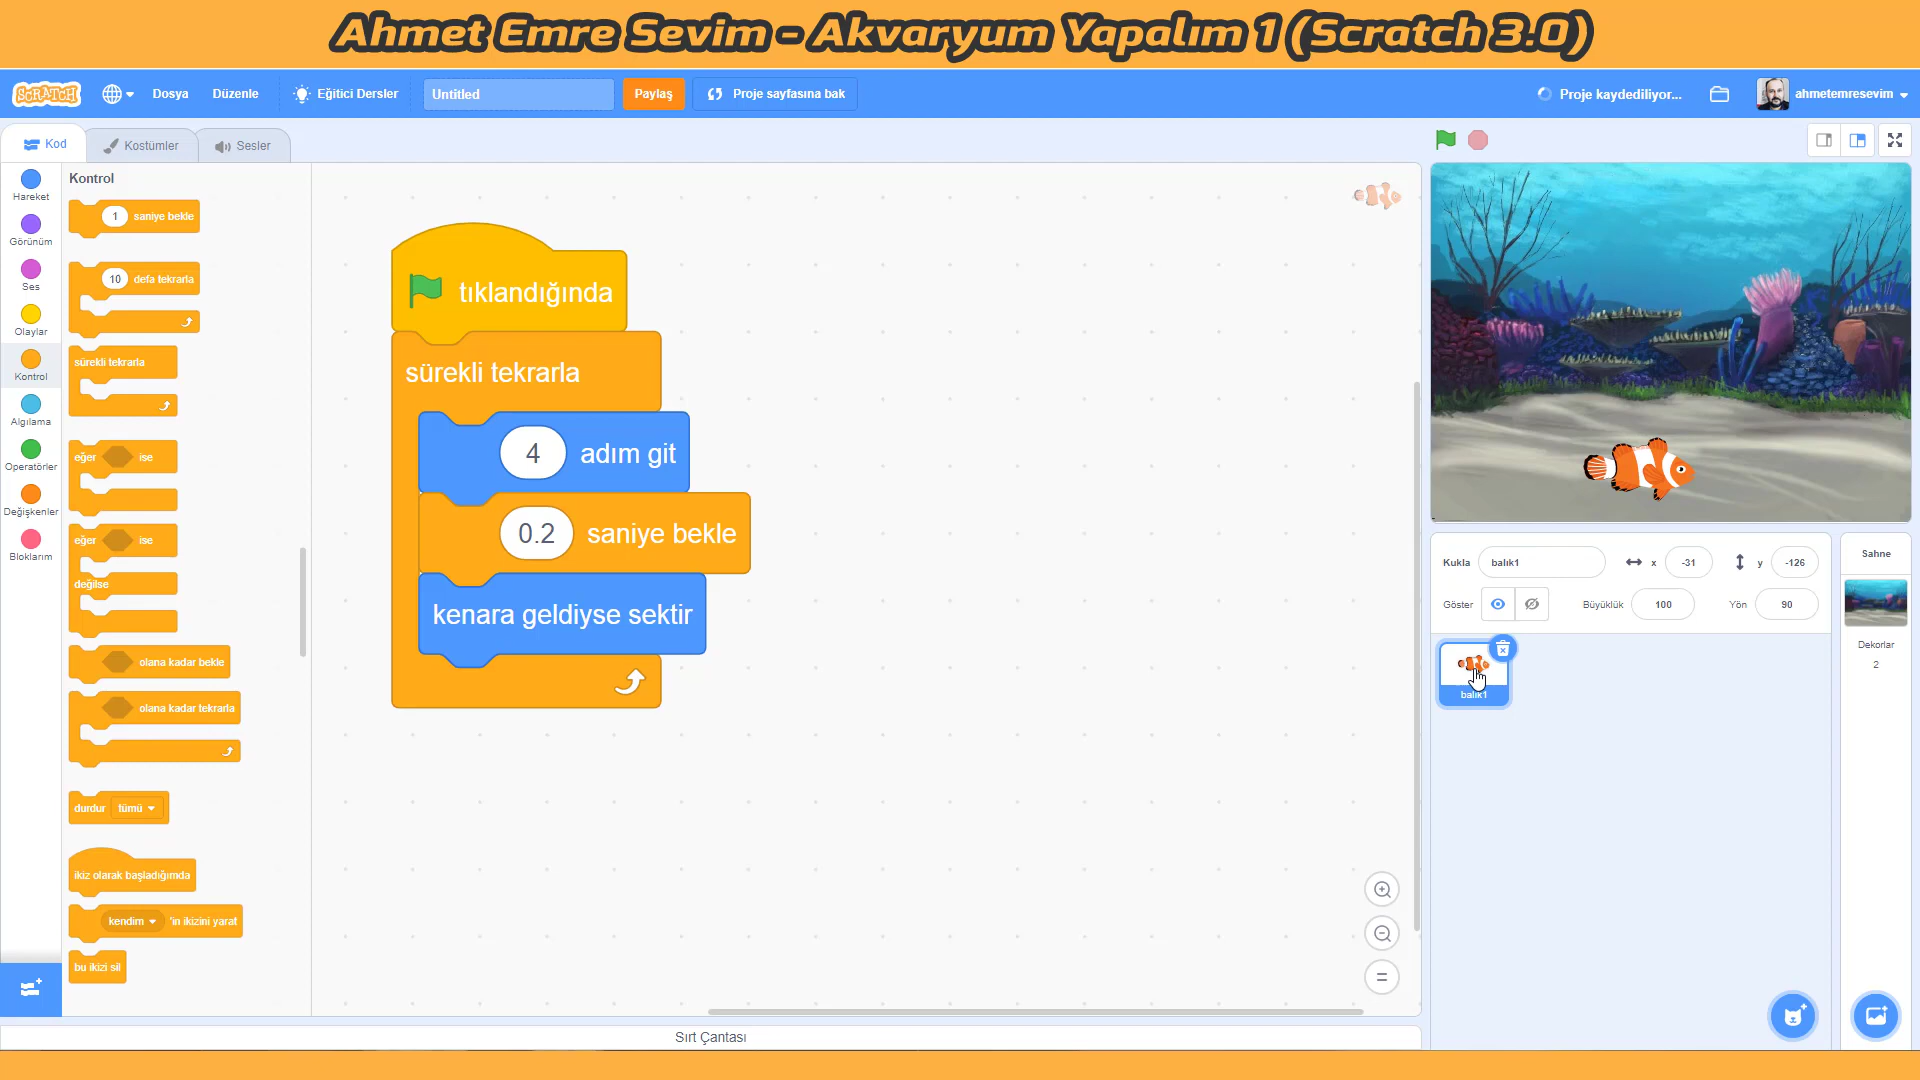 Ahmet Emre Sevim - Akvaryum Yapalım 1 (Scratch 3.0)
SCRATCH
Dosya
Düzenle
Eğitici Dersler
Untitled
Paylaş
Proje sayfasına bak
Proje kaydediliyor...
ahmetemresevim
Kod
Kostümler
Sesler
Hareket
Görünüm
Ses
Olaylar
Kontrol
Algılama
Operatörler
Değişkenler
Bloklarım
Kontrol
1 saniye bekle
10 defa tekrarla
sürekli tekrarla
eğer ise
eğer ise
değilse
olana kadar bekle
olana kadar tekrarla
durdur tümü
ikiz olarak başladığımda
kendim 'in ikizini yarat
bu ikizi sil
tıklandığında
sürekli tekrarla
4 adım git
0.2 saniye bekle
kenara geldiyse sektir
Kukla balık1 x -31 y -126
Göster Büyüklük 100 Yön 90
balık1
Sahne
Dekorlar
2
Sırt Çantası